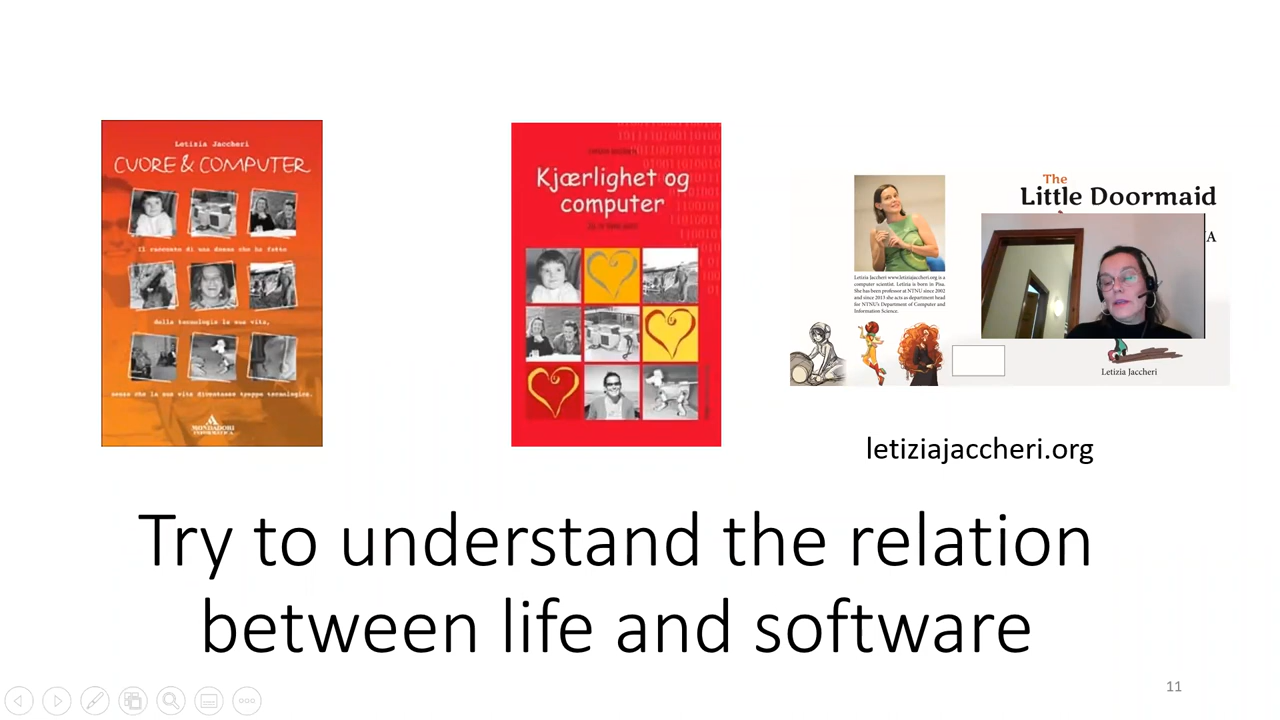 Letizia Jaccheri
CUORE & COMPUTER
Il racconto di una donna che ha fatto
della tecnologia la sua vita,
senza che la sua vita diventasse troppo tecnologica.
MONDADORI
INFORMATICA
Kjærlighet og
computer
Letizia Jaccheri www.letiziajaccheri.org is a
computer scientist. Letizia is born in Pisa.
She has been professor at NTNU since 2002
and since 2013 she acts as department head
for NTNU's Department of Computer and
Information Science.
The
Little Doormaid
Letizia Jaccheri
letiziajaccheri.org
Try to understand the relation
between life and software
11